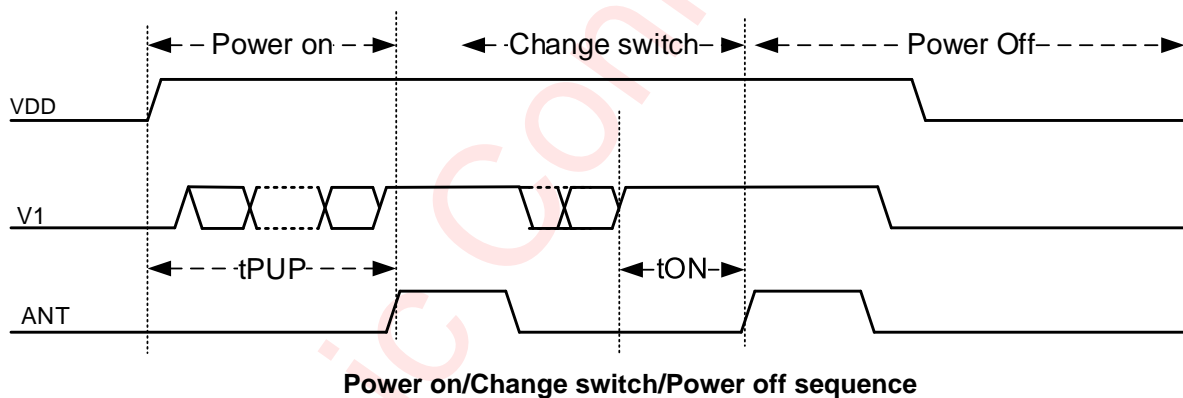 Power on
Change switch
Power Off
VDD
V1
tPUP
tON
ANT
Power on/Change switch/Power off sequence